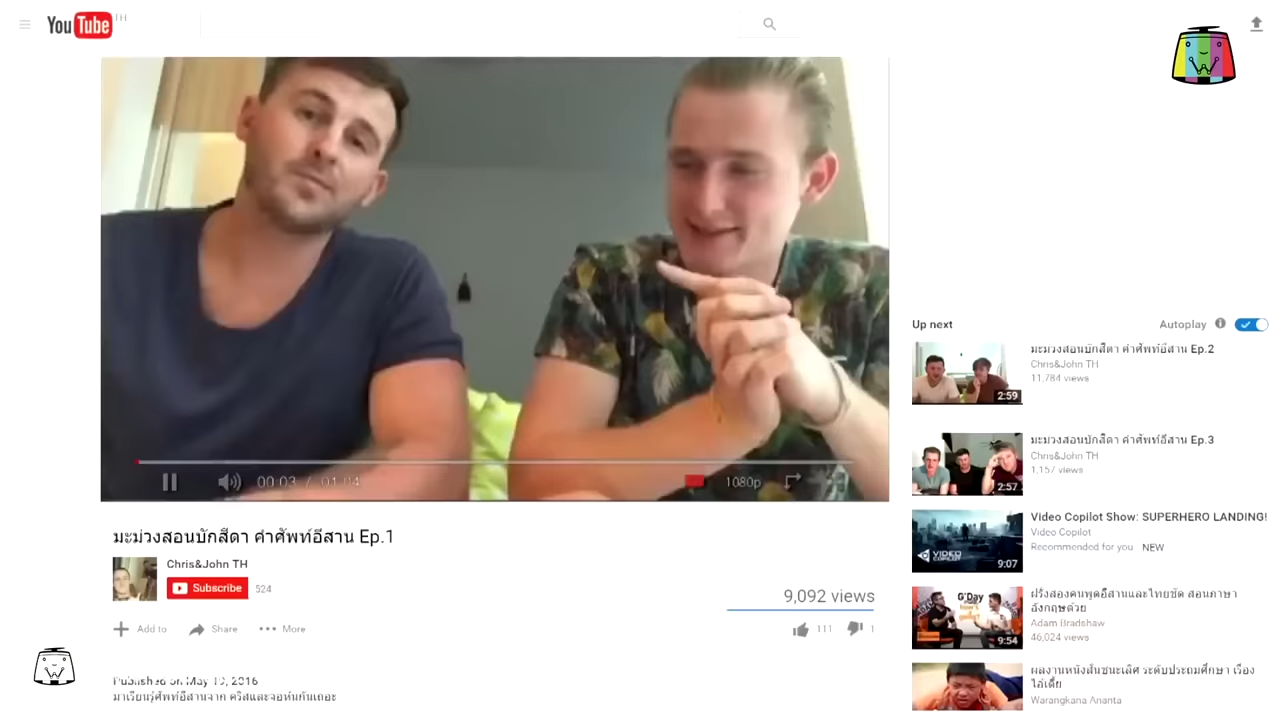 YouTube TH
00:03 / 01:04
1080p
มะม่วงสอนบักสีดา คำศัพท์อีสาน Ep.1
Chris&John TH
Subscribe 524
9,092 views
Add to Share More
111 1
Published on May 13, 2016
มาเรียนรู้ศัพท์อีสานจาก คริสและจอห์นกันเถอะ
Up next Autoplay
มะม่วงสอนบักสีดา คำศัพท์อีสาน Ep.2
Chris&John TH
11,784 views
2:59
มะม่วงสอนบักสีดา คำศัพท์อีสาน Ep.3
Chris&John TH
1,157 views
2:57
Video Copilot Show: SUPERHERO LANDING!
Video Copilot
Recommended for you NEW
VIDEO COPILOT
9:07
ฝรั่งสองคนพูดอีสานและไทยชัด สอนภาษา
อังกฤษด้วย
Adam Bradshaw
46,024 views
G'Day
9:54
ผลงานหนังสั้นชนะเลิศ ระดับประถมศึกษา เรื่อง
ไอ้เตี้ย
Warangkana Ananta